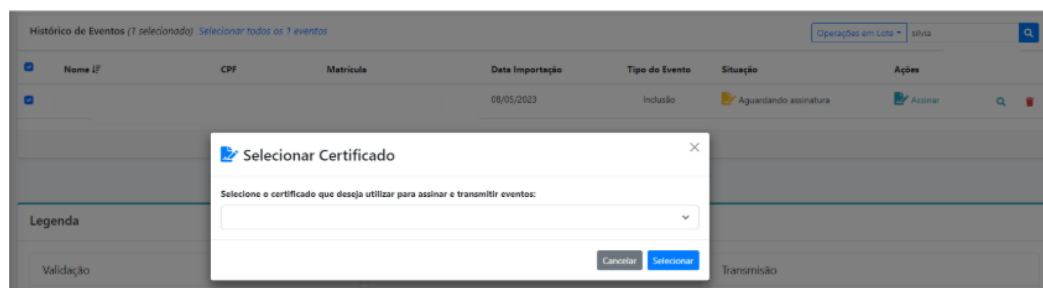 Histórico de Eventos (1 selecionado) Selecionar todos os 1 eventos Operações em Lote silvia
Nome CPF Matrícula Data Importação Tipo do Evento Situação Ações
08/05/2023 Inclusão Aguardando assinatura Assinar
Selecionar Certificado
Selecione o certificado que deseja utilizar para assinar e transmitir eventos:
Legenda
Cancelar Selecionar
Validação Transmisão